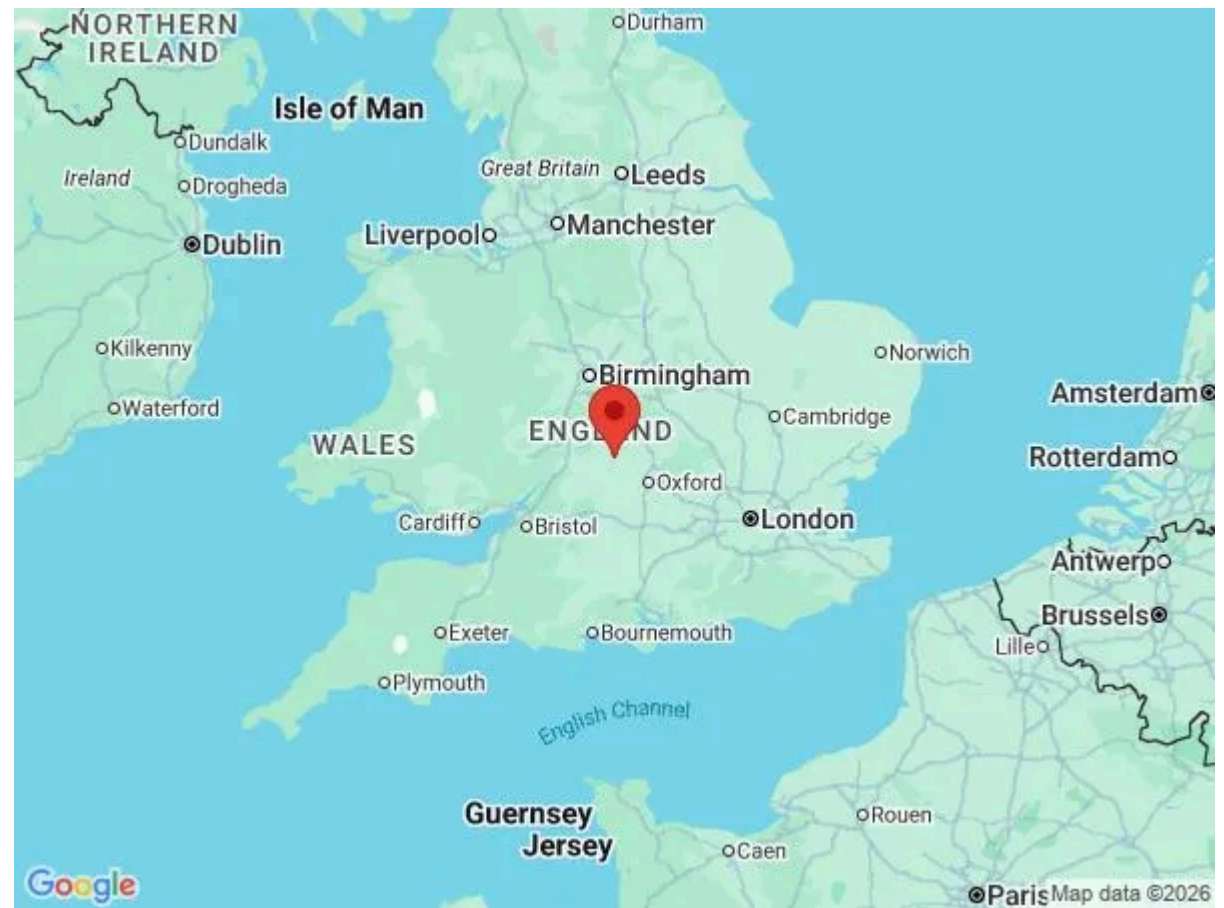 Durham
NORTHERN
IRELAND
Isle of Man
Dundalk
Great Britain
Leeds
Ireland
Drogheda
Manchester
Liverpool
Dublin
Kilkenny
Norwich
Birmingham
Amsterdam
Waterford
Cambridge
ENGLAND
WALES
Rotterdam
Oxford
Cardiff
Bristol
London
Antwerp
Brussels
Exeter
Bournemouth
Lille
Plymouth
English Channel
Guernsey
Jersey
Rouen
Caen
Google
Paris
Map data ©2026